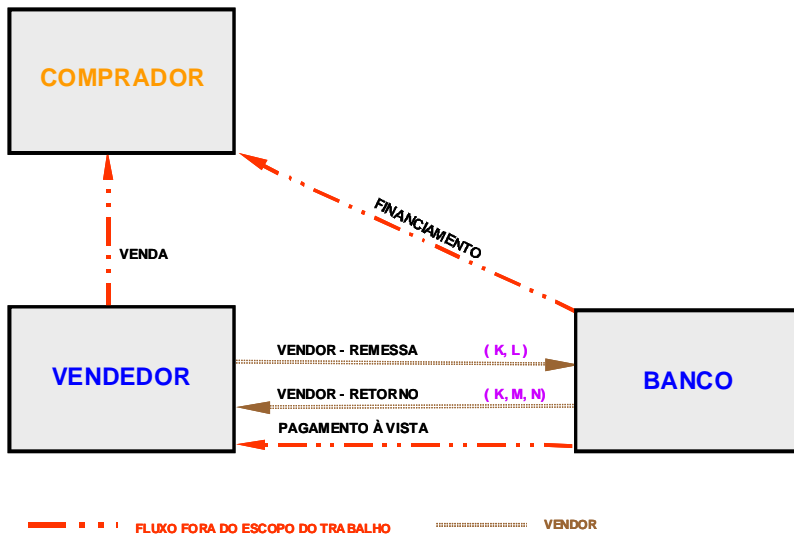 COMPRADOR
FINANCIAMENTO
VENDA
VENDEDOR
VENDOR - REMESSA ( K, L )
VENDOR - RETORNO ( K, M, N)
PAGAMENTO À VISTA
BANCO
FLUXO FORA DO ESCOPO DO TRABALHO
VENDOR